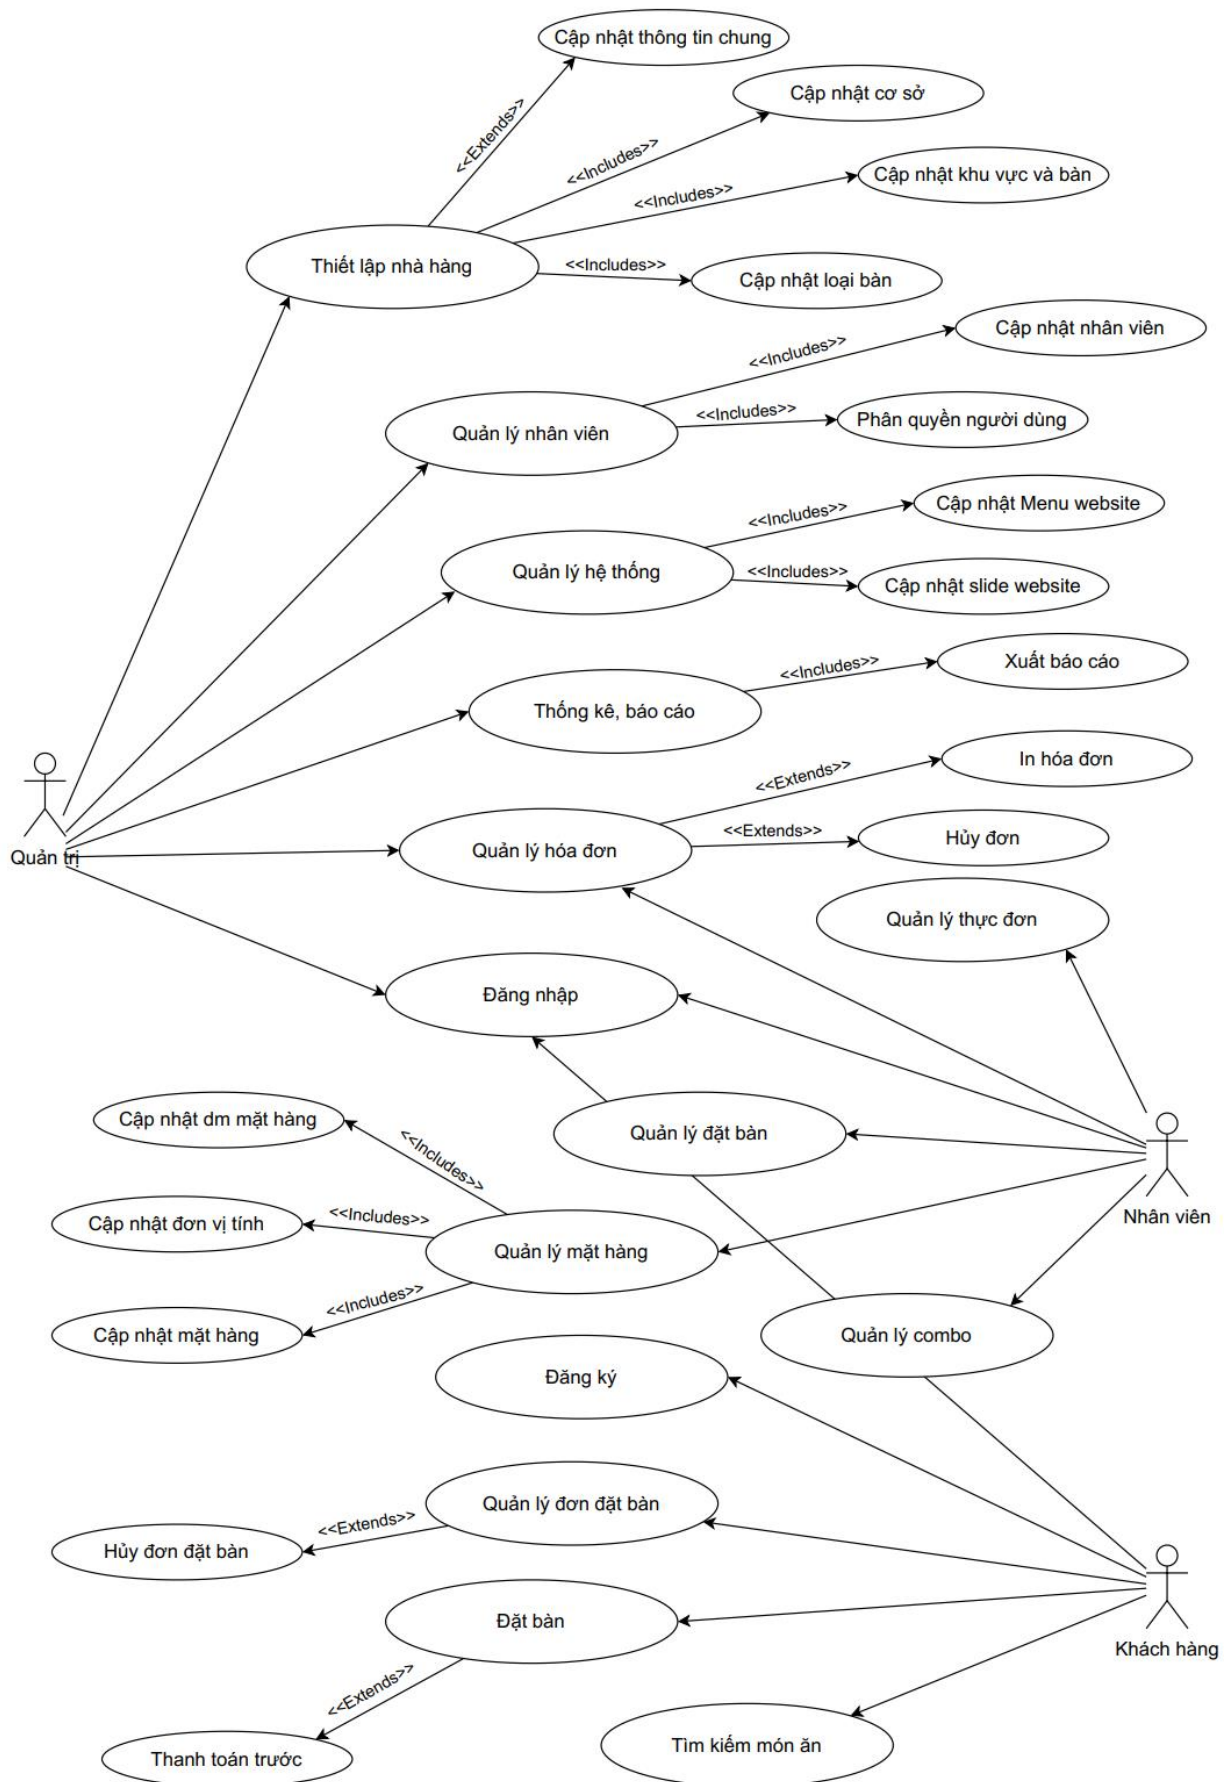 Cập nhật thông tin chung
Cập nhật cơ sở
<<Extends>>
<<Includes>>
Cập nhật khu vực và bàn
<<Includes>>
Thiết lập nhà hàng
<<Includes>>
Cập nhật loại bàn
Cập nhật nhân viên
<<Includes>>
Quản lý nhân viên
<<Includes>>
Phân quyền người dùng
Cập nhật Menu website
<<Includes>>
Quản lý hệ thống
<<Includes>>
Cập nhật slide website
Xuất báo cáo
<<Includes>>
Thống kê, báo cáo
In hóa đơn
<<Extends>>
Quản trị
Quản lý hóa đơn
<<Extends>>
Hủy đơn
Quản lý thực đơn
Đăng nhập
Cập nhật dm mặt hàng
<<Includes>>
Quản lý đặt bàn
Nhân viên
Cập nhật đơn vị tính
<<Includes>>
Quản lý mặt hàng
<<Includes>>
Cập nhật mặt hàng
Quản lý combo
Đăng ký
Quản lý đơn đặt bàn
<<Extends>>
Hủy đơn đặt bàn
Đặt bàn
Khách hàng
<<Extends>>
Thanh toán trước
Tìm kiếm món ăn